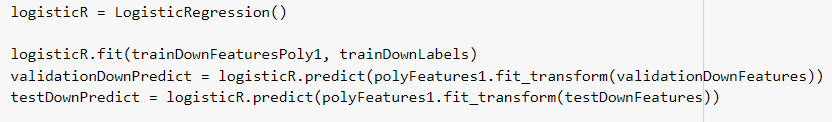 logisticR = LogisticRegression()
logisticR.fit(trainDownFeaturesPoly1, trainDownLabels)
validationDownPredict = logisticR.predict(polyFeatures1.fit_transform(validationDownFeatures))
testDownPredict = logisticR.predict(polyFeatures1.fit_transform(testDownFeatures))